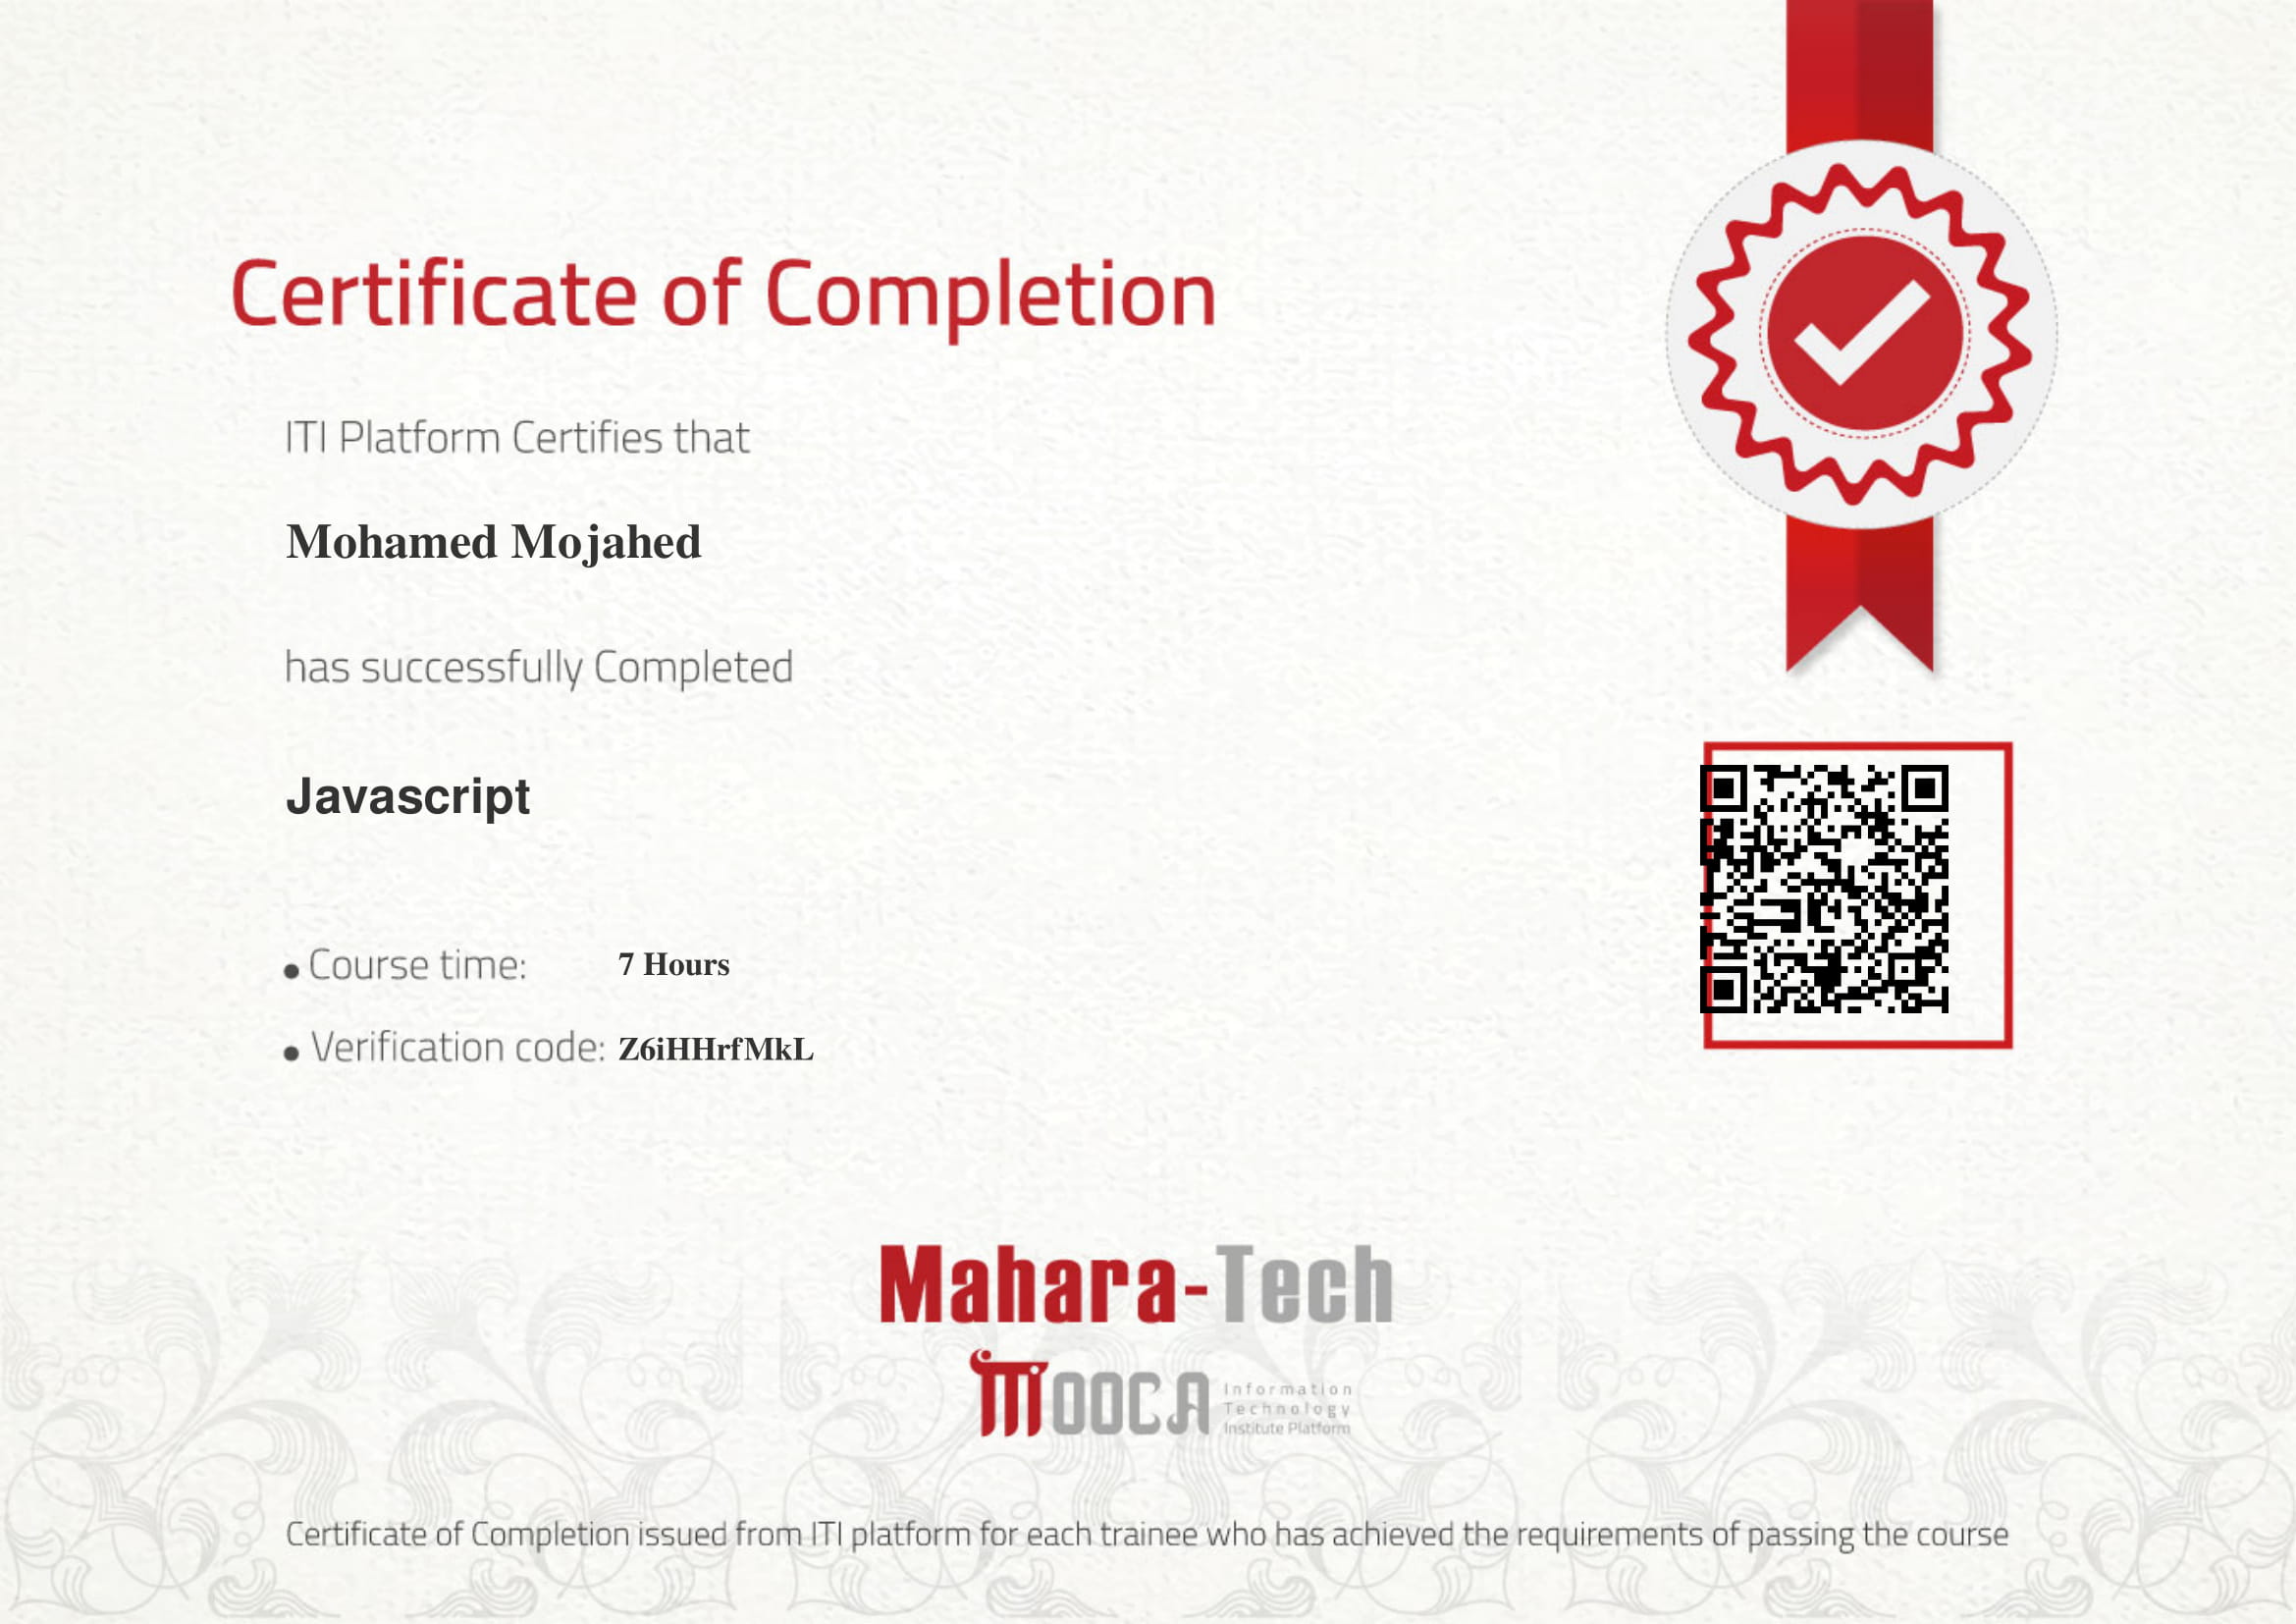 Certificate of Completion
ITI Platform Certifies that
Mohamed Mojahed
has successfully Completed
Javascript
• Course time: 7 Hours
• Verification code: Z6iHHrfMkL
Mahara-Tech
MOOCA
Information
Technology
Institute Platform
Certificate of Completion issued from ITI platform for each trainee who has achieved the requirements of passing the course